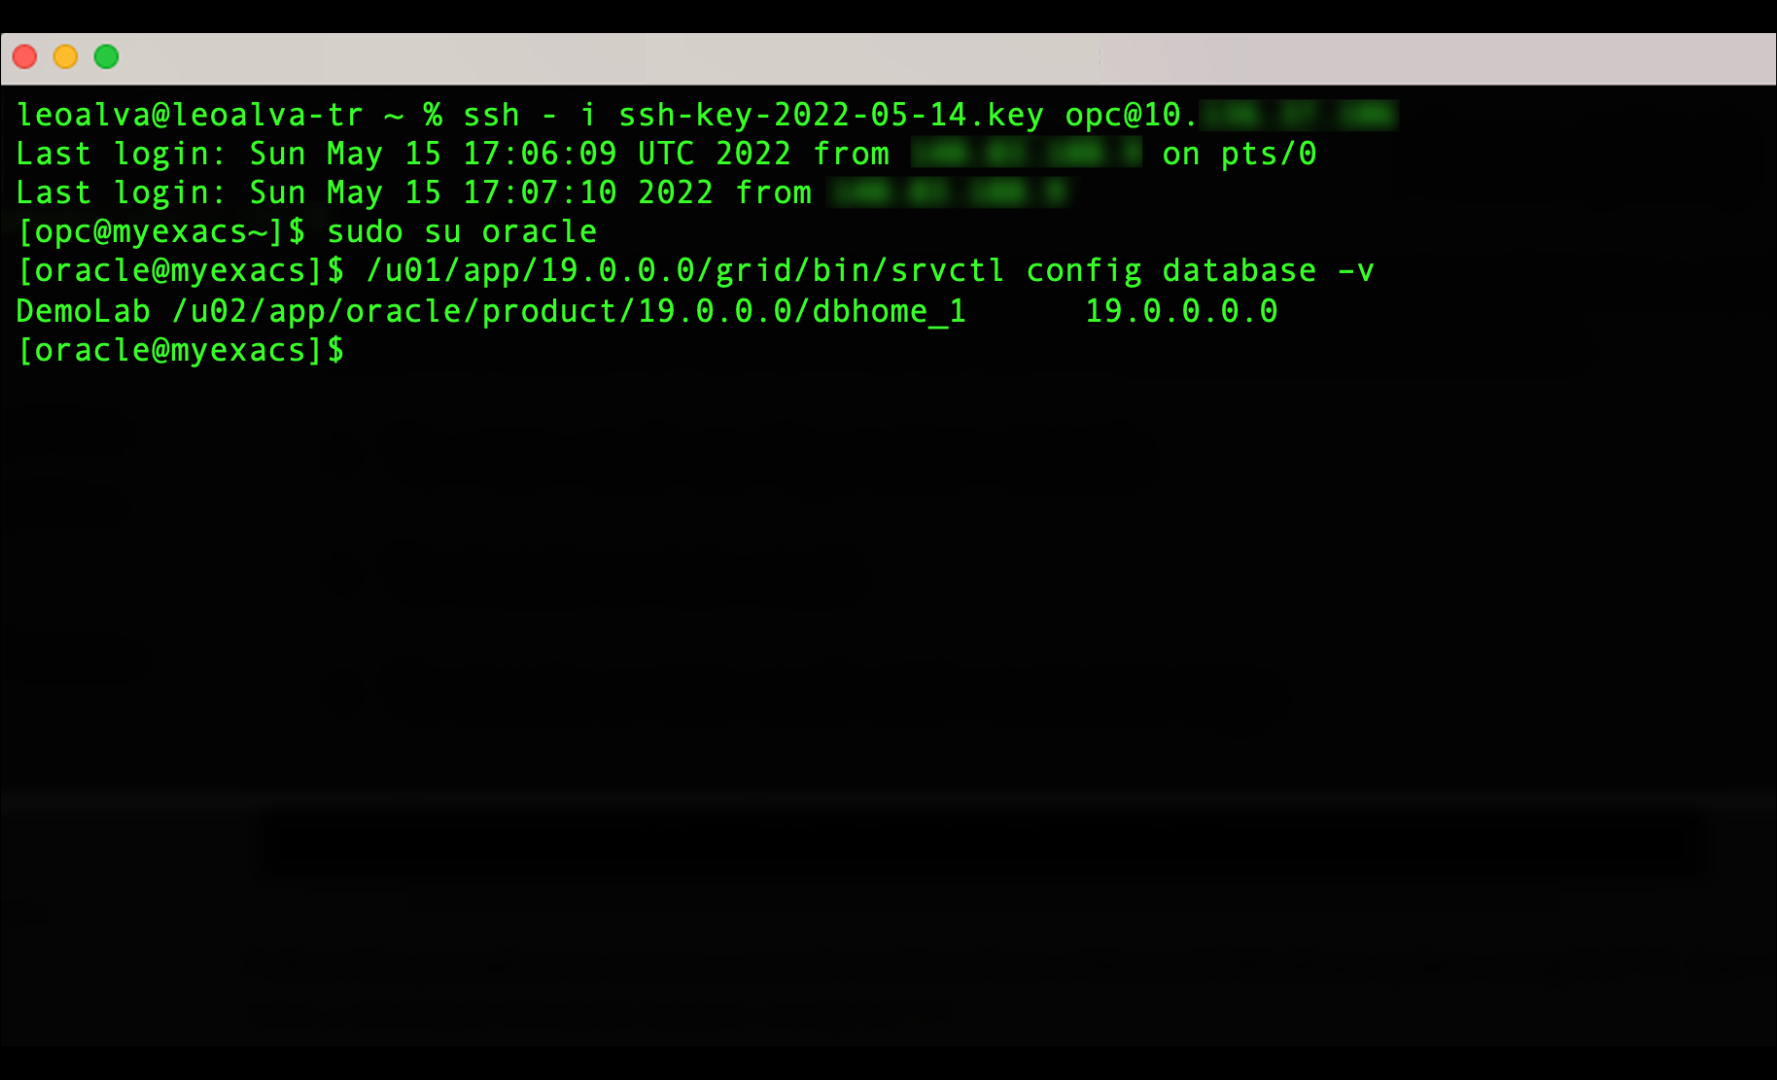 leoalva@leoalva-tr ~ % ssh - i ssh-key-2022-05-14.key opc@10.
Last login: Sun May 15 17:06:09 UTC 2022 from on pts/0
Last login: Sun May 15 17:07:10 2022 from
[opc@myexacs~]$ sudo su oracle
[oracle@myexacs]$ /u01/app/19.0.0.0/grid/bin/srvctl config database -v
DemoLab /u02/app/oracle/product/19.0.0.0/dbhome_1 19.0.0.0.0
[oracle@myexacs]$